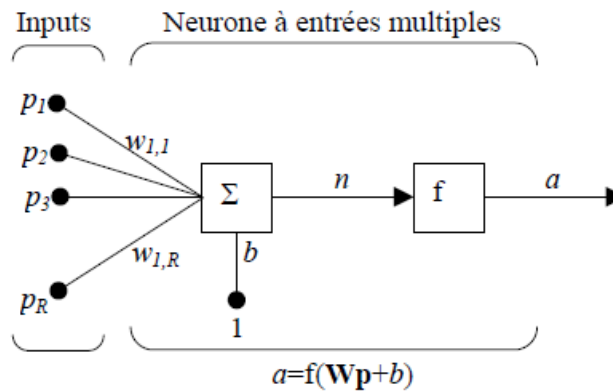 Inputs
Neurone à entrées multiples
p1
p2
p3
pR
w1,1
w1,R
Σ
n
f
a
b
1
a=f(Wp+b)